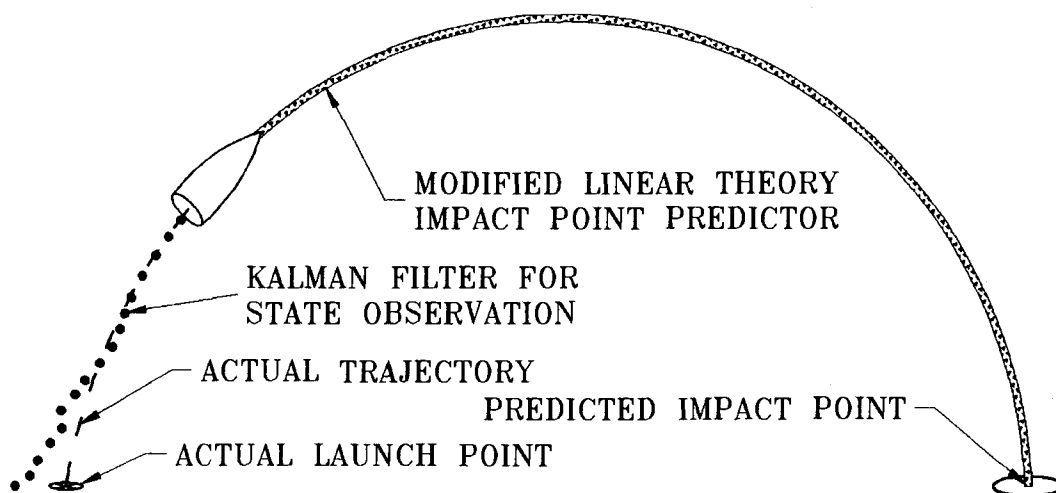 MODIFIED LINEAR THEORY
IMPACT POINT PREDICTOR
KALMAN FILTER FOR
STATE OBSERVATION
ACTUAL TRAJECTORY
PREDICTED IMPACT POINT
ACTUAL LAUNCH POINT